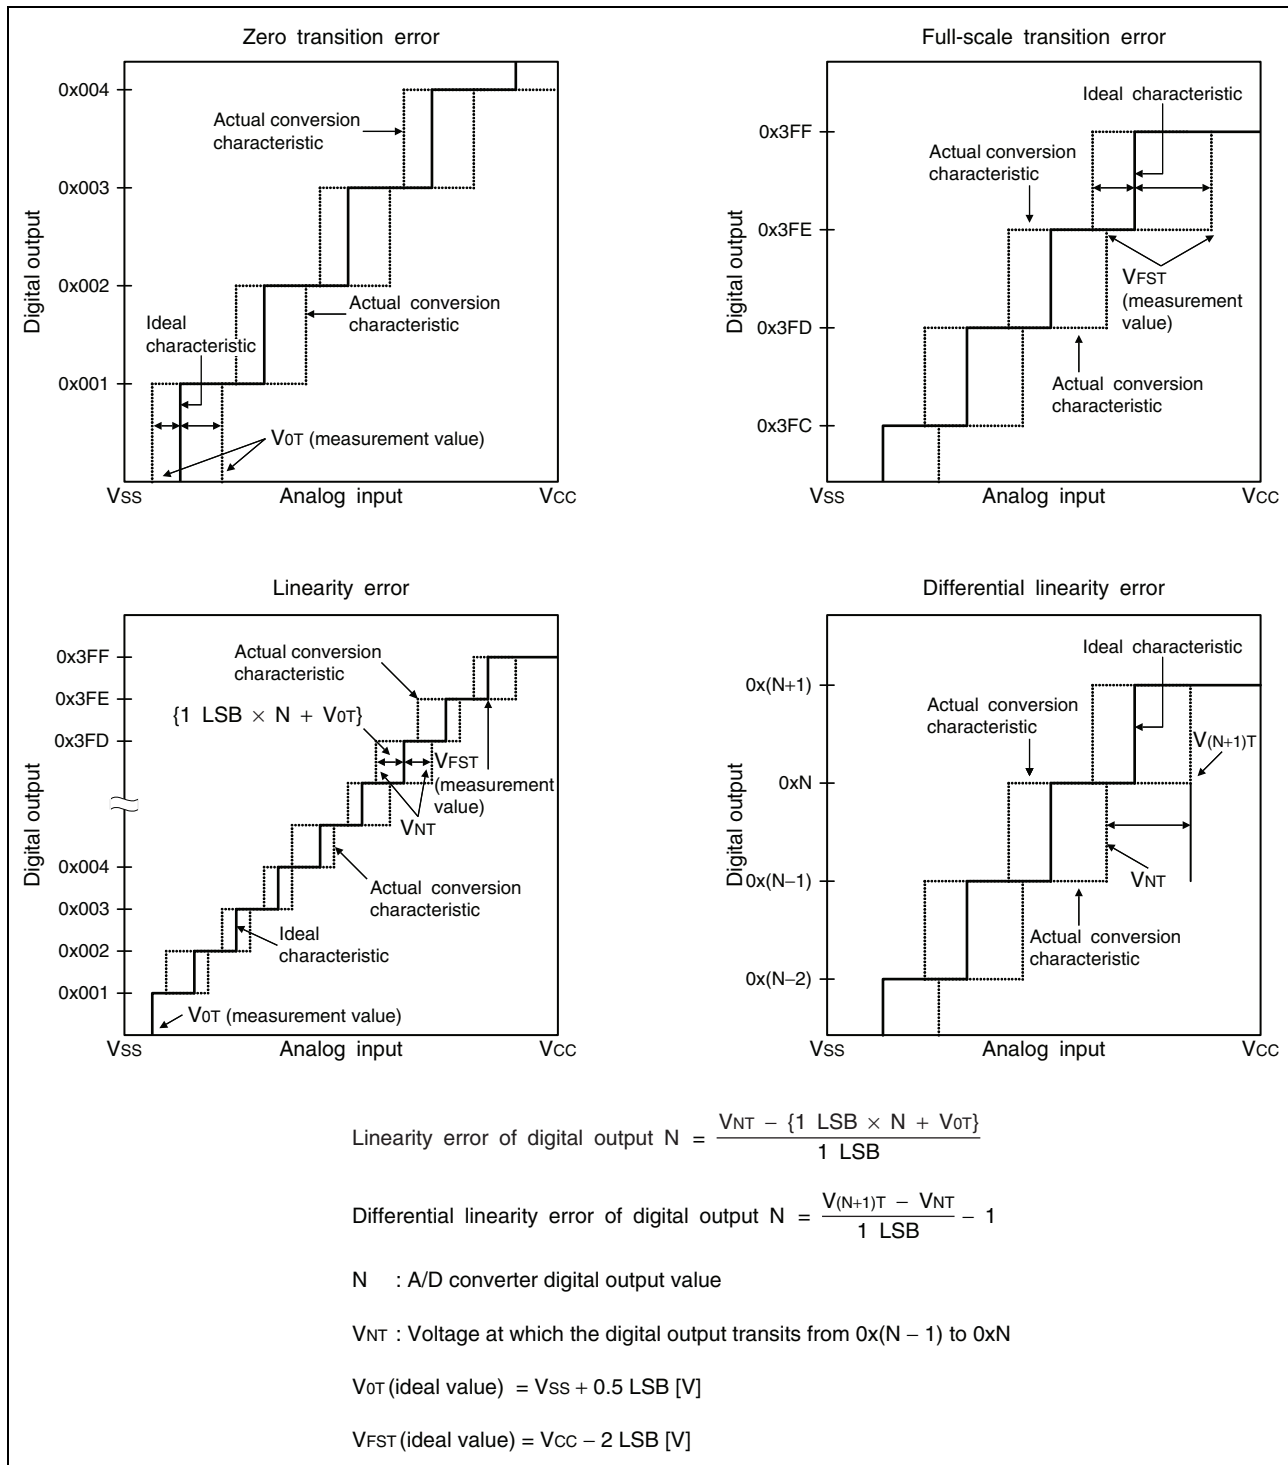 Zero transition error
Digital output
0x004
0x003
0x002
0x001
Actual conversion
characteristic
Actual conversion
characteristic
Ideal
characteristic
V0T (measurement value)
VSS
Analog input
VCC
Full-scale transition error
Digital output
0x3FF
0x3FE
0x3FD
0x3FC
Ideal characteristic
Actual conversion
characteristic
VFST
(measurement
value)
Actual conversion
characteristic
VSS
Analog input
VCC
Linearity error
Digital output
0x3FF
0x3FE
0x3FD
0x004
0x003
0x002
0x001
Actual conversion
characteristic
{1 LSB × N + V0T}
VFST
(measurement
value)
VNT
Actual conversion
characteristic
Ideal
characteristic
V0T (measurement value)
VSS
Analog input
VCC
Differential linearity error
Digital output
0x(N+1)
0xN
0x(N−1)
0x(N−2)
Ideal characteristic
Actual conversion
characteristic
V(N+1)T
VNT
Actual conversion
characteristic
VSS
Analog input
VCC
Linearity error of digital output N = VNT − {1 LSB × N + V0T} / 1 LSB
Differential linearity error of digital output N = V(N+1)T − VNT / 1 LSB − 1
N : A/D converter digital output value
VNT : Voltage at which the digital output transits from 0x(N − 1) to 0xN
V0T (ideal value) = VSS + 0.5 LSB [V]
VFST (ideal value) = VCC − 2 LSB [V]